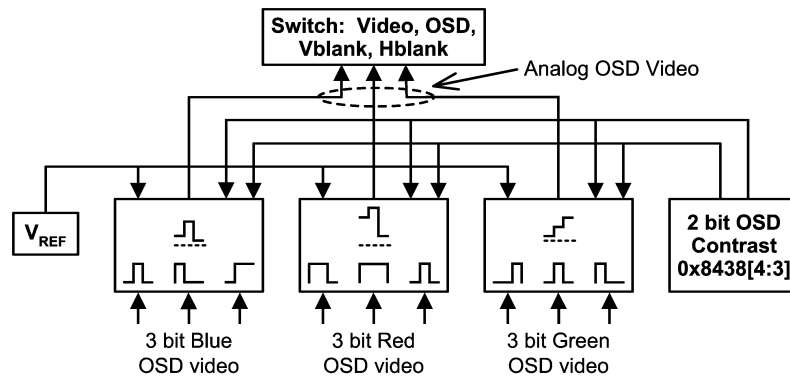 Switch: Video, OSD,
Vblank, Hblank
Analog OSD Video
VREF
2 bit OSD
Contrast
0x8438[4:3]
3 bit Blue
OSD video
3 bit Red
OSD video
3 bit Green
OSD video